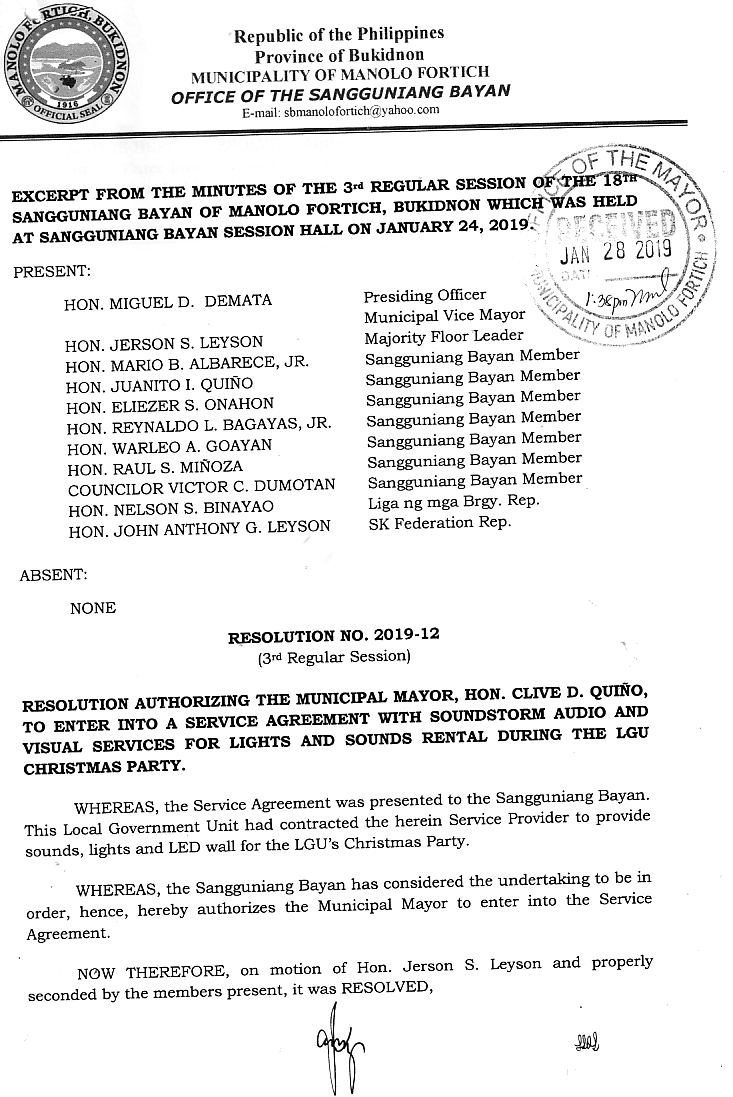 MANOLO FORTICH, BUKIDNON
1916
OFFICIAL SEAL
Republic of the Philippines
Province of Bukidnon
MUNICIPALITY OF MANOLO FORTICH
OFFICE OF THE SANGGUNIANG BAYAN
E-mail: sbmanolofortich@yahoo.com
EXCERPT FROM THE MINUTES OF THE 3rd REGULAR SESSION OF THE 18TH
SANGGUNIANG BAYAN OF MANOLO FORTICH, BUKIDNON WHICH WAS HELD
AT SANGGUNIANG BAYAN SESSION HALL ON JANUARY 24, 2019.
OF THE MAYOR
RECEIVED
JAN 28 2019
DATE
1:38pm
MUNICIPALITY OF MANOLO FORTICH
PRESENT:
HON. MIGUEL D. DEMATA Presiding Officer
Municipal Vice Mayor
HON. JERSON S. LEYSON Majority Floor Leader
HON. MARIO B. ALBARECE, JR. Sangguniang Bayan Member
HON. JUANITO I. QUIÑO Sangguniang Bayan Member
HON. ELIEZER S. ONAHON Sangguniang Bayan Member
HON. REYNALDO L. BAGAYAS, JR. Sangguniang Bayan Member
HON. WARLEO A. GOAYAN Sangguniang Bayan Member
HON. RAUL S. MIÑOZA Sangguniang Bayan Member
COUNCILOR VICTOR C. DUMOTAN Sangguniang Bayan Member
HON. NELSON S. BINAYAO Liga ng mga Brgy. Rep.
HON. JOHN ANTHONY G. LEYSON SK Federation Rep.
ABSENT:
NONE
RESOLUTION NO. 2019-12
(3rd Regular Session)
RESOLUTION AUTHORIZING THE MUNICIPAL MAYOR, HON. CLIVE D. QUIÑO,
TO ENTER INTO A SERVICE AGREEMENT WITH SOUNDSTORM AUDIO AND
VISUAL SERVICES FOR LIGHTS AND SOUNDS RENTAL DURING THE LGU
CHRISTMAS PARTY.
WHEREAS, the Service Agreement was presented to the Sangguniang Bayan.
This Local Government Unit had contracted the herein Service Provider to provide
sounds, lights and LED wall for the LGU's Christmas Party.
WHEREAS, the Sangguniang Bayan has considered the undertaking to be in
order, hence, hereby authorizes the Municipal Mayor to enter into the Service
Agreement.
NOW THEREFORE, on motion of Hon. Jerson S. Leyson and properly
seconded by the members present, it was RESOLVED,